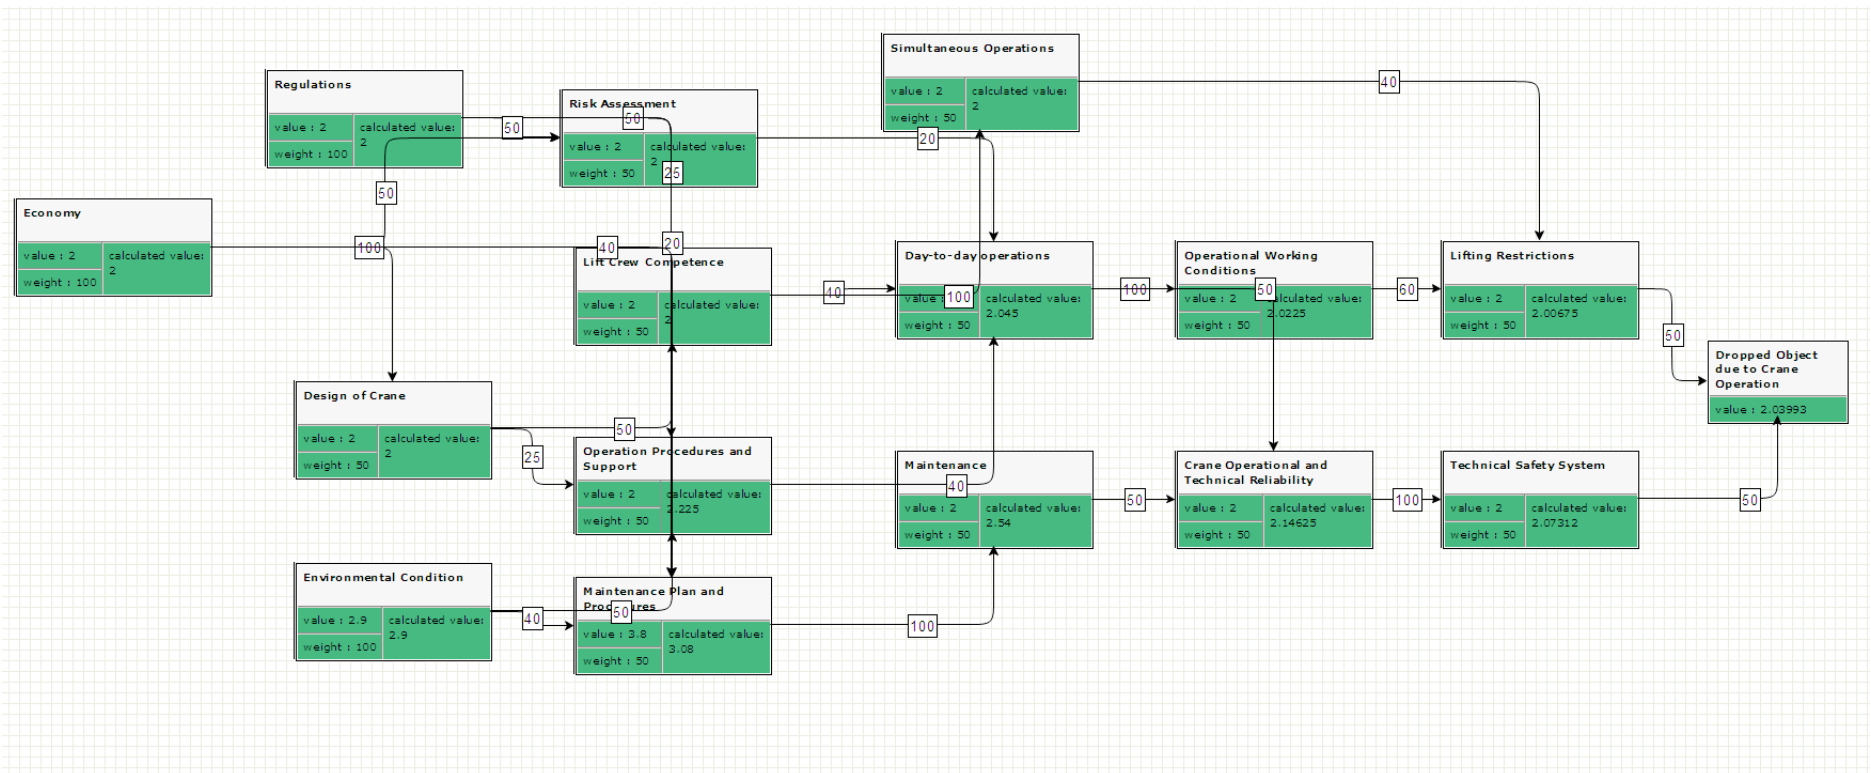 Simultaneous Operations
value : 2
weight : 50
calculated value:
2
40
Regulations
value : 2
weight : 100
calculated value:
2
50
50
Risk Assessment
value : 2
weight : 50
calculated value:
2
25
20
50
Economy
value : 2
weight : 100
calculated value:
2
100
40
20
Lift Crew Competence
value : 2
weight : 50
calculated value:
2
40
Day-to-day operations
value :
weight : 50
calculated value:
2.045
100
100
Operational Working
Conditions
value : 2
weight : 50
calculated value:
2.0225
50
60
Lifting Restrictions
value : 2
weight : 50
calculated value:
2.00675
50
Dropped Object
due to Crane
Operation
value : 2.03993
Design of Crane
value : 2
weight : 50
calculated value:
2
50
25
Operation Procedures and
Support
value : 2
weight : 50
calculated value:
2.225
40
Maintenance
value : 2
weight : 50
calculated value:
2.54
50
Crane Operational and
Technical Reliability
value : 2
weight : 50
calculated value:
2.14625
100
Technical Safety System
value : 2
weight : 50
calculated value:
2.07312
50
Environmental Condition
value : 2.9
weight : 100
calculated value:
2.9
40
50
Maintenance Plan and
Procedures
value : 3.8
weight : 50
calculated value:
3.08
100